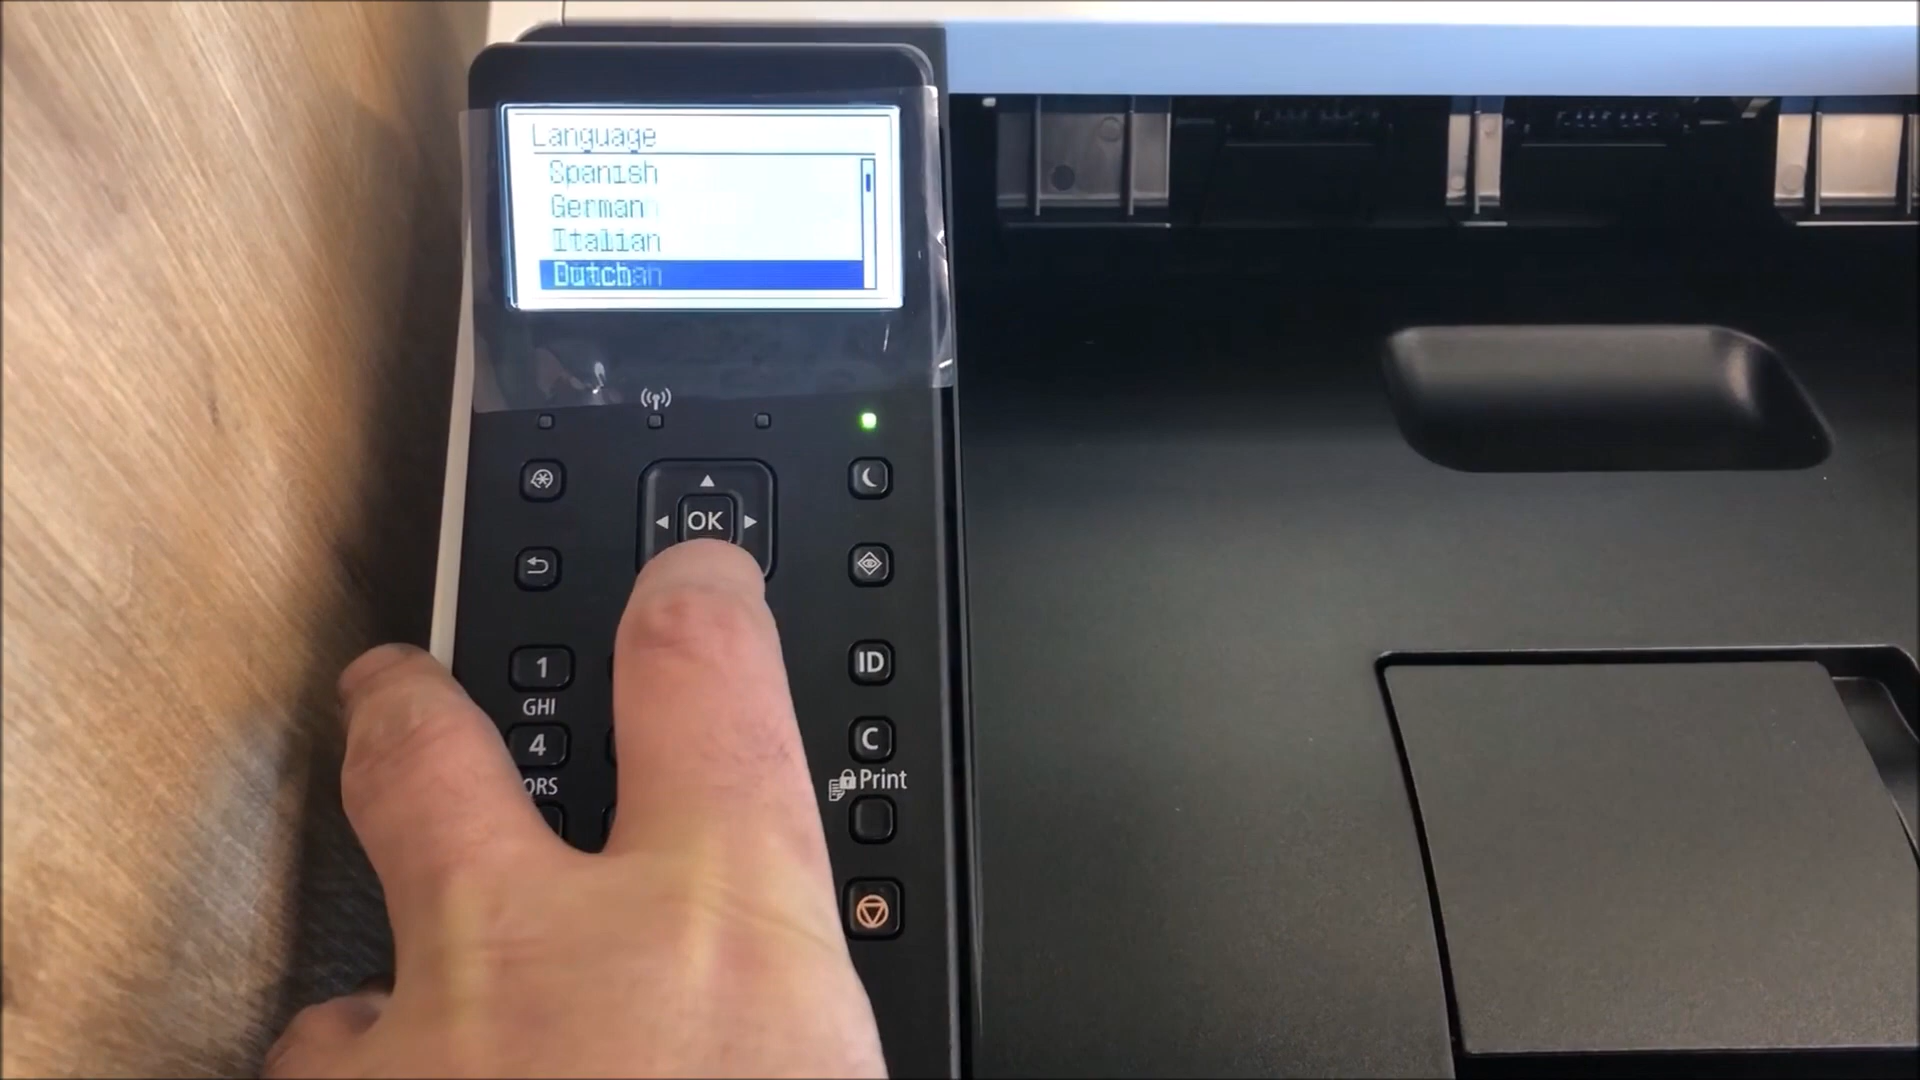 Language
Spanish
German
Italian
Dutch
OK
1
ID
GHI
4
C
Print